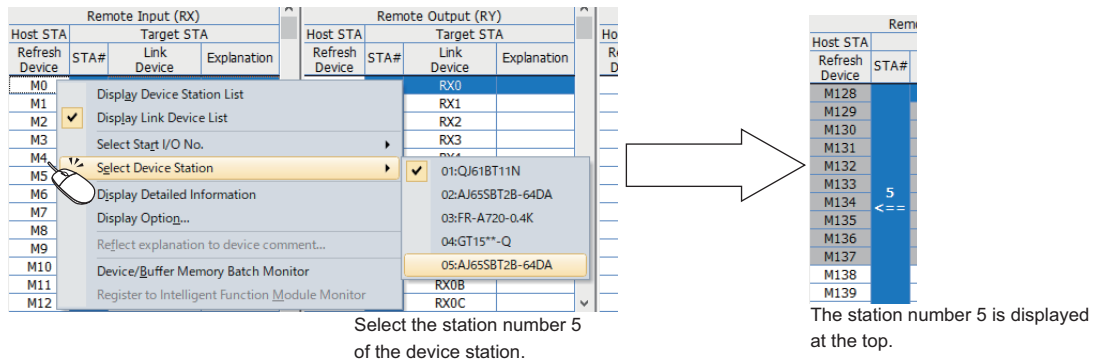 Remote Input (RX)
Host STA Target STA
Refresh Device STA# Link Device Explanation
M0
M1
M2
M3
M4
M5
M6
M7
M8
M9
M10
M11
M12
Display Device Station List
Display Link Device List
Select Start I/O No.
Select Device Station
Display Detailed Information
Display Option...
Reflect explanation to device comment...
Device/Buffer Memory Batch Monitor
Register to Intelligent Function Module Monitor
Remote Output (RY)
Host STA Target STA
Refresh Device STA# Link Device Explanation
RX0
RX1
RX2
RX3
01:QJ61BT11N
02:AJ65SBT2B-64DA
03:FR-A720-0.4K
04:GT15**-Q
05:AJ65SBT2B-64DA
RX0B
RX0C
Ho
Select the station number 5
of the device station.
Host STA
Refresh Device STA#
M128
M129
M130
M131
M132
M133
M134
M135
M136
M137
M138
M139
5
<==
The station number 5 is displayed
at the top.